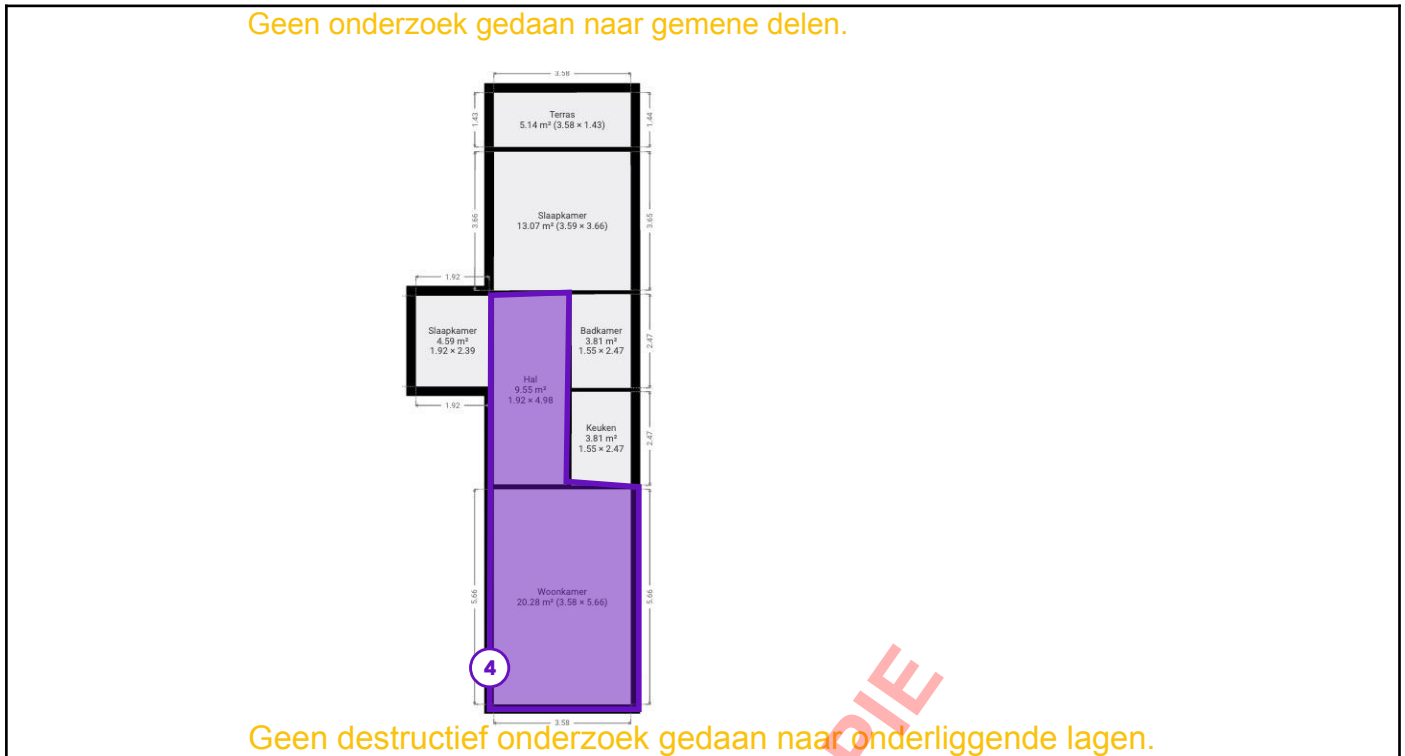 Geen onderzoek gedaan naar gemene delen.
3.58
Terras
5.14 m² (3.58 × 1.43)
1.43
1.44
Slaapkamer
13.07 m² (3.59 × 3.66)
3.66
3.65
1.92
Slaapkamer
4.59 m²
1.92 × 2.39
Badkamer
3.81 m²
1.55 × 2.47
2.47
Hal
9.55 m²
1.92 × 4.98
1.92
Keuken
3.81 m²
1.55 × 2.47
2.47
Woonkamer
20.28 m² (3.58 × 5.66)
5.66
5.66
4
3.58
PIE
Geen destructief onderzoek gedaan naar onderliggende lagen.